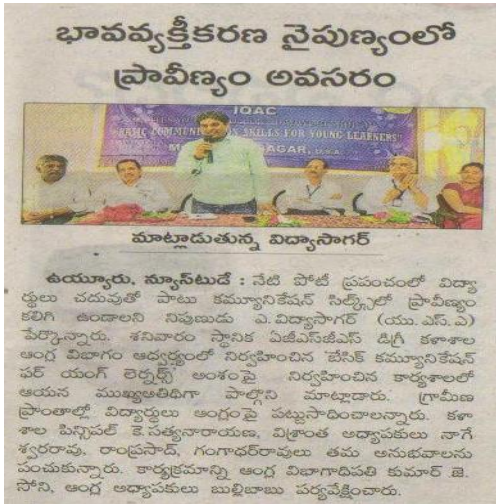 భావవ్యక్తీకరణ నైపుణ్యంలో
ప్రావీణ్యం అవసరం
IQAC
"BASIC COMMUNICATION SKILLS FOR YOUNG LEARNERS"
మాట్లాడుతున్న విద్యాసాగర్
ఉయ్యూరు, న్యూస్‌టుడే : నేటి పోటీ ప్రపంచంలో విద్యా
ర్థులు చదువుతో పాటు కమ్యూనికేషన్ స్కిల్స్‌లో ప్రావీణ్యం
కలిగి ఉండాలని నిపుణుడు ఎ.విద్యాసాగర్ (యు.ఎస్.ఎ)
పేర్కొన్నారు. శనివారం స్థానిక ఏజీఎస్‌జీఎస్ డిగ్రీ కళాశాల
ఆంగ్ల విభాగం ఆధ్వర్యంలో నిర్వహించిన బేసిక్ కమ్యూనికేషన్
ఫర్ యంగ్ లెర్నర్స్ అంశంపై నిర్వహించిన కార్యశాలలో
ఆయన ముఖ్యఅతిథిగా పాల్గొని మాట్లాడారు. గ్రామీణ
ప్రాంతాల్లో విద్యార్థులు ఆంగ్లంపై పట్టుసాధించాలన్నారు. కళా
శాల ప్రిన్సిపల్ కె.సత్యనారాయణ, విశ్రాంత అధ్యాపకులు నాగే
శ్వరరావు, రాంప్రసాద్, గంగాధర్‌రావులు తమ అనుభవాలను
పంచుకున్నారు. కార్యక్రమాన్ని ఆంగ్ల విభాగాధిపతి కుమార్ జె.
సోని, ఆంగ్ల అధ్యాపకులు బుల్లిబాబు పర్యవేక్షించారు.